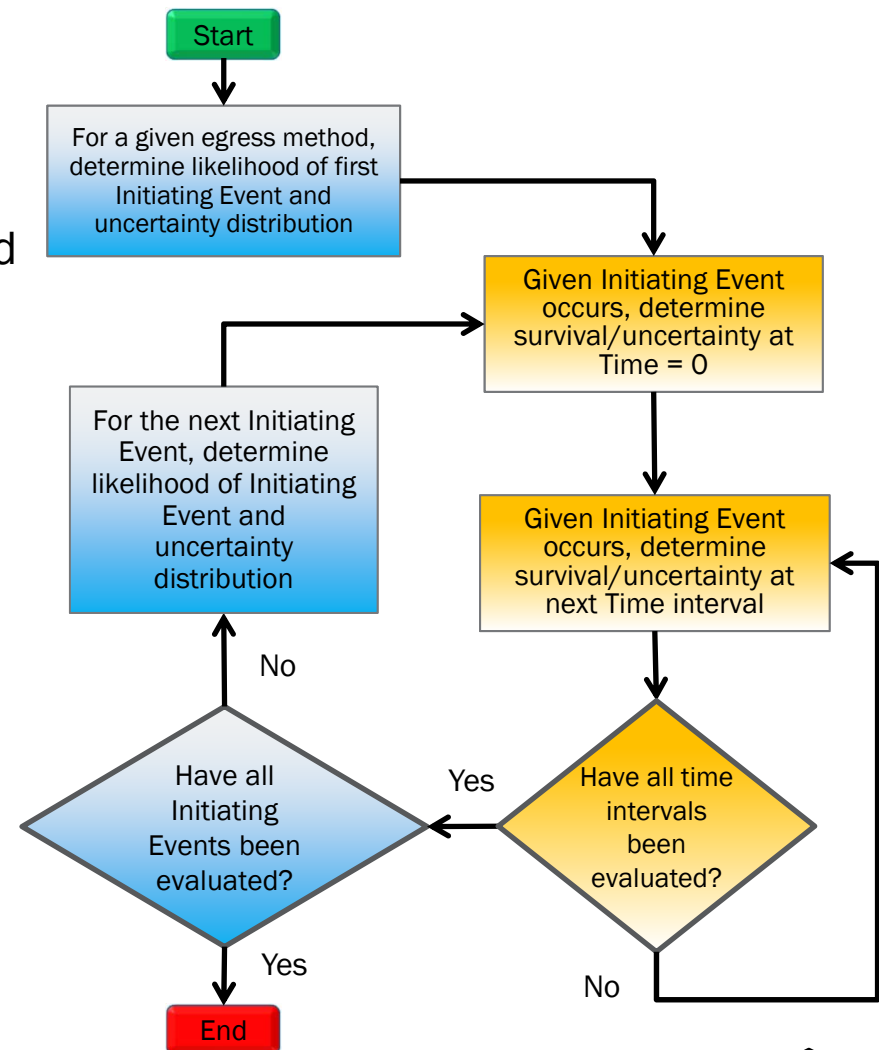 Start
For a given egress method,
determine likelihood of first
Initiating Event and
uncertainty distribution
d
Given Initiating Event
occurs, determine
survival/uncertainty at
Time = 0
For the next Initiating
Event, determine
likelihood of Initiating
Event and
uncertainty
distribution
Given Initiating Event
occurs, determine
survival/uncertainty at
next Time interval
No
Have all
Initiating
Events been
evaluated?
Yes
Have all time
intervals
been
evaluated?
Yes
No
End